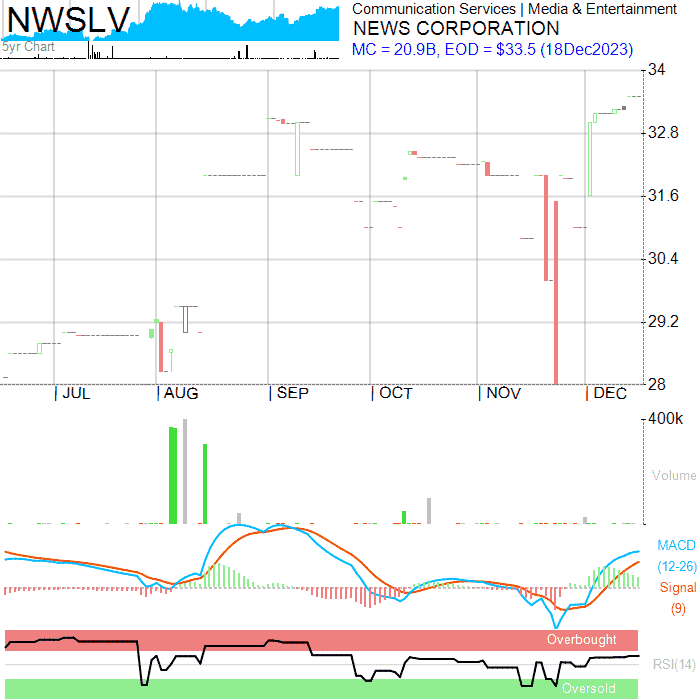 NWSLV
5yr Chart
Communication Services | Media & Entertainment
NEWS CORPORATION
MC = 20.9B, EOD = $33.5 (18Dec2023)
34
32.8
31.6
30.4
29.2
28
JUL
AUG
SEP
OCT
NOV
DEC
400k
Volume
MACD
(12-26)
Signal
(9)
Overbought
RSI(14)
Oversold